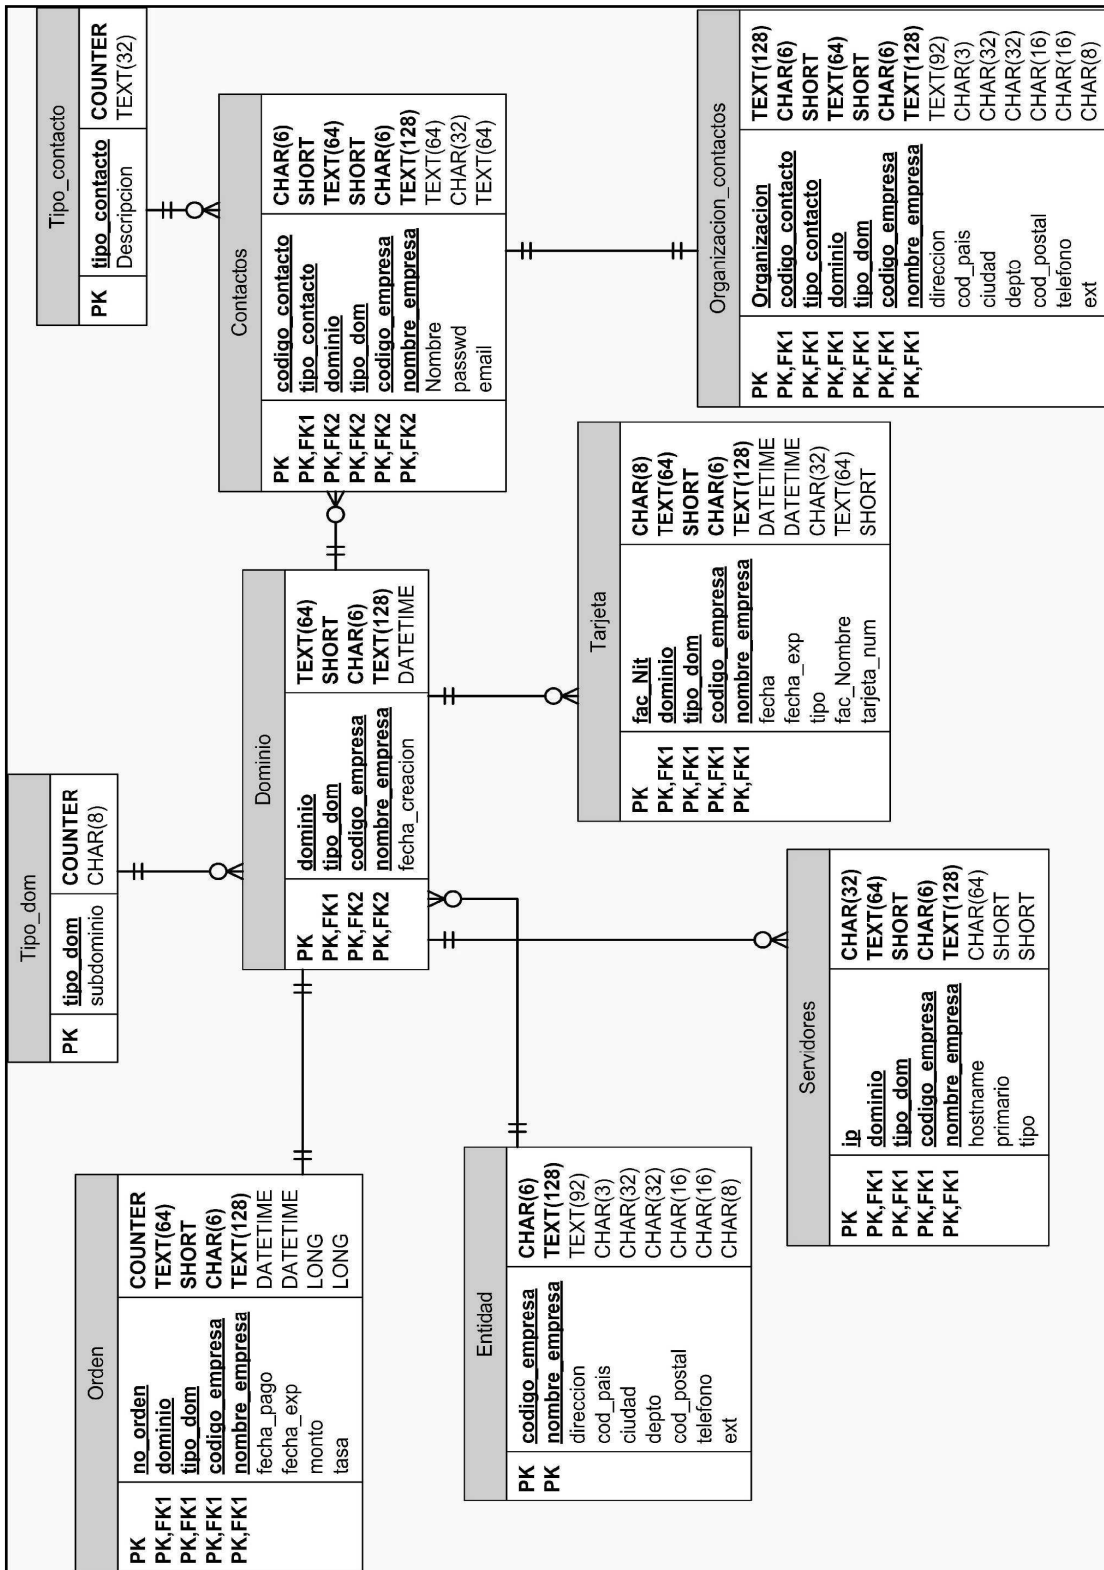 Tipo_contacto
PK tipo_contacto COUNTER
Descripcion TEXT(32)
Contactos
PK codigo_contacto CHAR(6)
PK,FK1 tipo_contacto SHORT
PK,FK2 dominio TEXT(64)
PK,FK2 tipo_dom SHORT
PK,FK2 codigo_empresa CHAR(6)
PK,FK2 nombre_empresa TEXT(128)
Nombre TEXT(64)
passwd CHAR(32)
email TEXT(64)
Organizacion_contactos
PK Organizacion TEXT(128)
PK,FK1 codigo_contacto CHAR(6)
PK,FK1 tipo_contacto SHORT
PK,FK1 dominio TEXT(64)
PK,FK1 tipo_dom SHORT
PK,FK1 codigo_empresa CHAR(6)
PK,FK1 nombre_empresa TEXT(128)
direccion TEXT(92)
cod_pais CHAR(3)
ciudad CHAR(32)
depto CHAR(32)
cod_postal CHAR(16)
telefono CHAR(16)
ext CHAR(8)
Tipo_dom
PK tipo_dom COUNTER
subdominio CHAR(8)
Dominio
PK dominio TEXT(64)
PK,FK1 tipo_dom SHORT
PK,FK2 codigo_empresa CHAR(6)
PK,FK2 nombre_empresa TEXT(128)
fecha_creacion DATETIME
Tarjeta
PK fac_Nit CHAR(8)
PK,FK1 dominio TEXT(64)
PK,FK1 tipo_dom SHORT
PK,FK1 codigo_empresa CHAR(6)
PK,FK1 nombre_empresa TEXT(128)
fecha DATETIME
fecha_exp DATETIME
tipo CHAR(32)
fac_Nombre TEXT(64)
tarjeta_num SHORT
Orden
PK no_orden COUNTER
PK,FK1 dominio TEXT(64)
PK,FK1 tipo_dom SHORT
PK,FK1 codigo_empresa CHAR(6)
PK,FK1 nombre_empresa TEXT(128)
fecha_pago DATETIME
fecha_exp DATETIME
monto LONG
tasa LONG
Entidad
PK codigo_empresa CHAR(6)
PK nombre_empresa TEXT(128)
direccion TEXT(92)
cod_pais CHAR(3)
ciudad CHAR(32)
depto CHAR(32)
cod_postal CHAR(16)
telefono CHAR(16)
ext CHAR(8)
Servidores
PK ip CHAR(32)
PK,FK1 dominio TEXT(64)
PK,FK1 tipo_dom SHORT
PK,FK1 codigo_empresa CHAR(6)
PK,FK1 nombre_empresa TEXT(128)
hostname CHAR(64)
primario SHORT
tipo SHORT